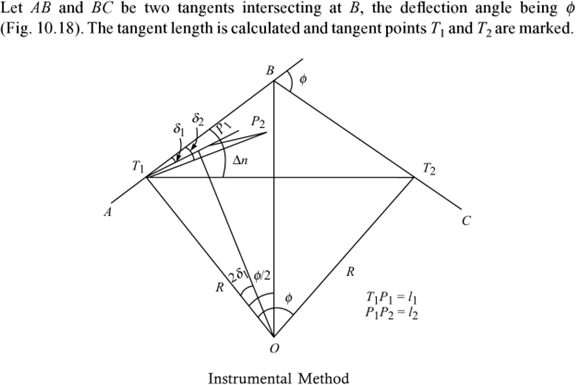 Let AB and BC be two tangents intersecting at B, the deflection angle being ϕ
(Fig. 10.18). The tangent length is calculated and tangent points T₁ and T₂ are marked.
B
ϕ
δ₂
δ₁
P₁
P₂
T₁
Δn
T₂
A
C
2δ₁
ϕ/2
R
R
ϕ
T₁P₁ = l₁
P₁P₂ = l₂
O
Instrumental Method